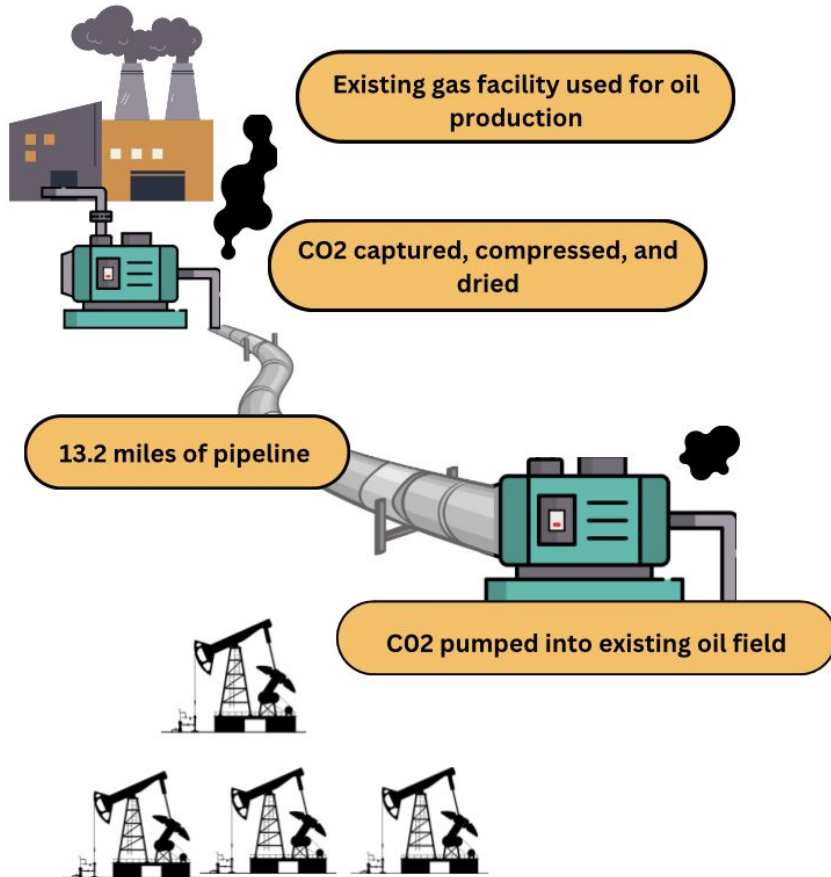 Existing gas facility used for oil
production
CO2 captured, compressed, and
dried
13.2 miles of pipeline
C02 pumped into existing oil field